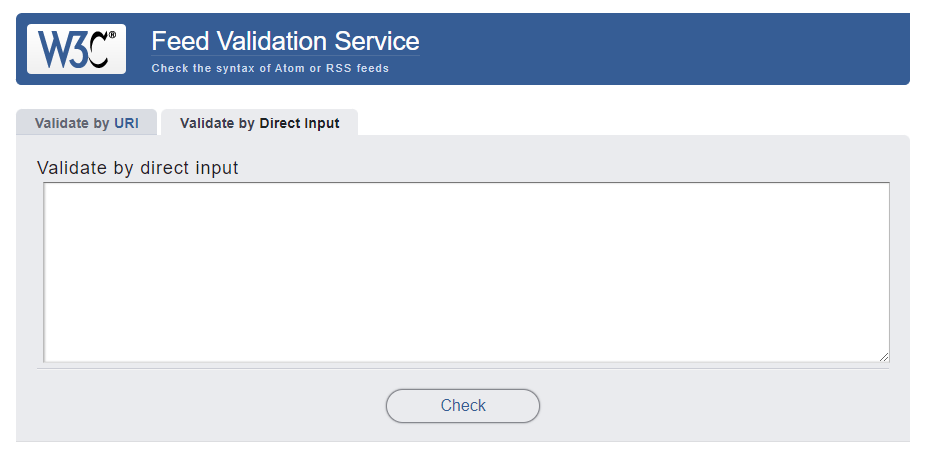 W3C®
Feed Validation Service
Check the syntax of Atom or RSS feeds
Validate by URI
Validate by Direct Input
Validate by direct input
Check